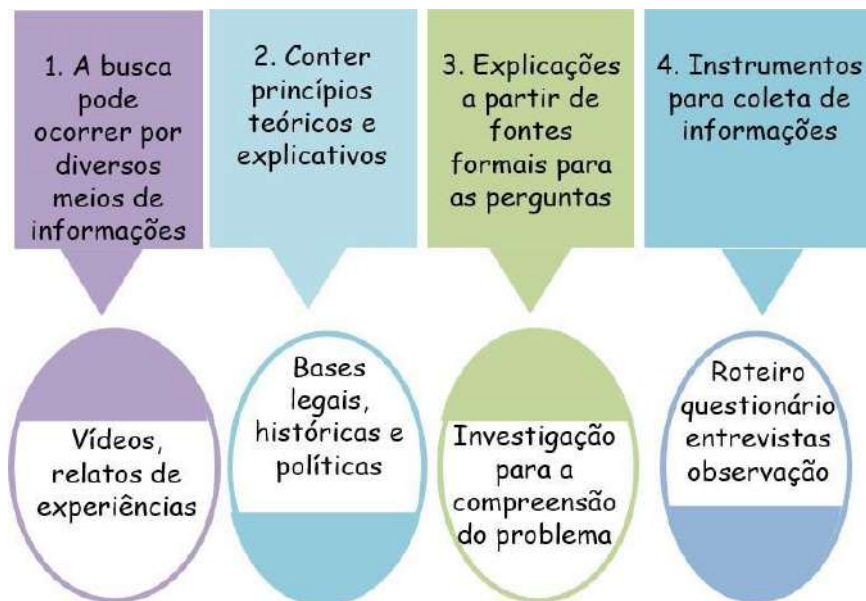 1. A busca
pode
ocorrer por
diversos
meios de
informações
2. Conter
princípios
teóricos e
explicativos
3. Explicações
a partir de
fontes
formais para
as perguntas
4. Instrumentos
para coleta de
informações
Vídeos,
relatos de
experiências
Bases
legais,
históricas e
políticas
Investigação
para a
compreensão
do problema
Roteiro
questionário
entrevistas
observação